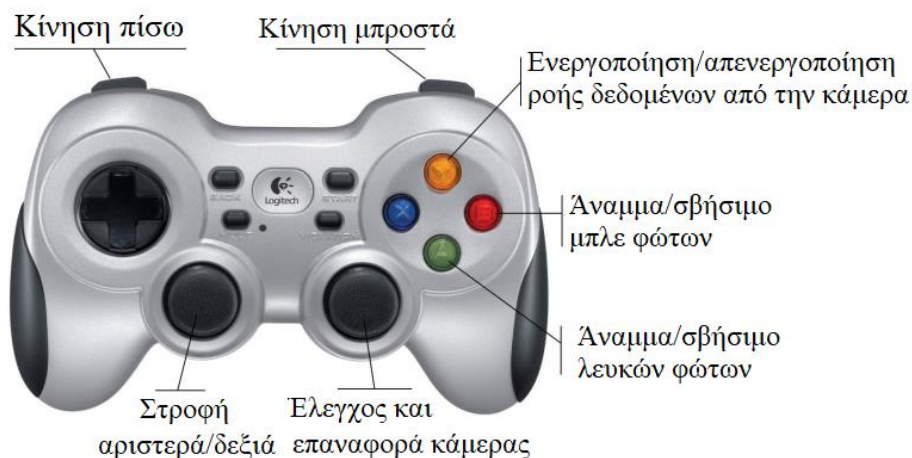 Κίνηση πίσω
Κίνηση μπροστά
Ενεργοποίηση/απενεργοποίηση
ροής δεδομένων από την κάμερα
Άναμμα/σβήσιμο
μπλε φώτων
Άναμμα/σβήσιμο
λευκών φώτων
Στροφή
αριστερά/δεξιά
Έλεγχος και
επαναφορά κάμερας
BACK
Logitech
START
Y
X
B
A